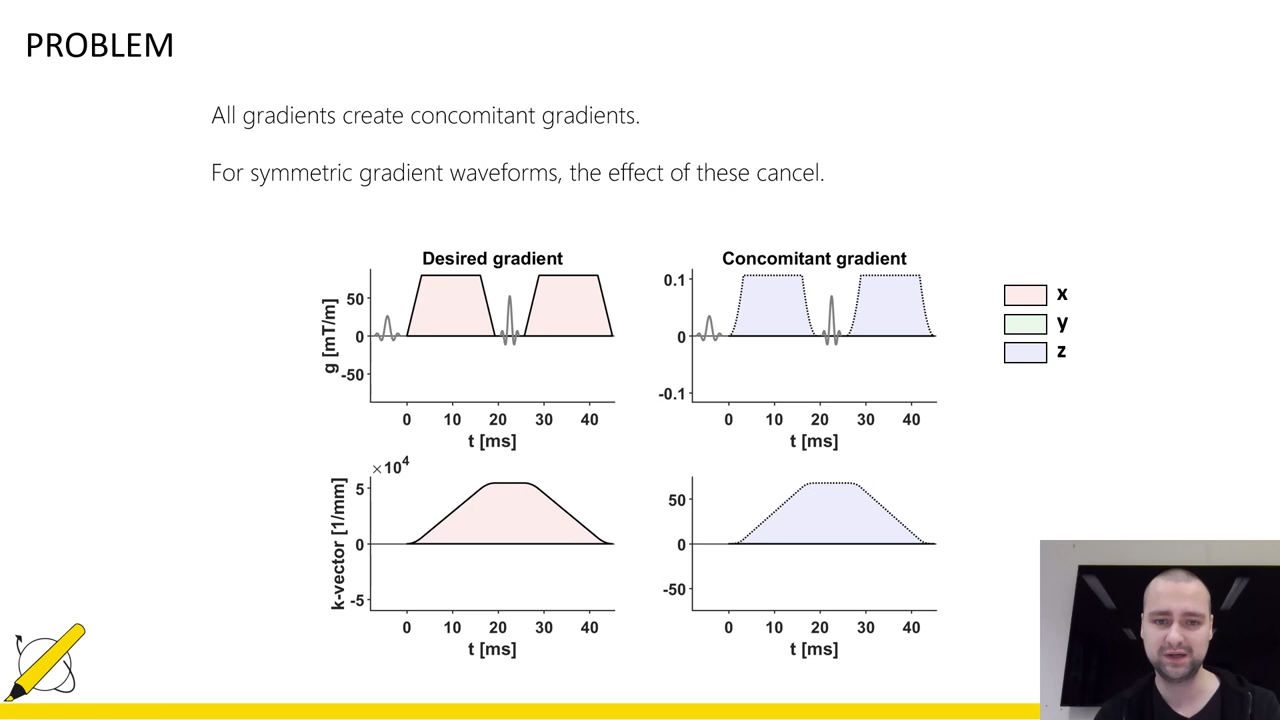 PROBLEM
All gradients create concomitant gradients.
For symmetric gradient waveforms, the effect of these cancel.
Desired gradient
g [mT/m]
50
0
-50
0 10 20 30 40
t [ms]
Concomitant gradient
0.1
0
-0.1
0 10 20 30 40
t [ms]
x
y
z
×10⁴
k-vector [1/mm]
5
0
-5
0 10 20 30 40
t [ms]
50
0
-50
0 10 20 30 40
t [ms]